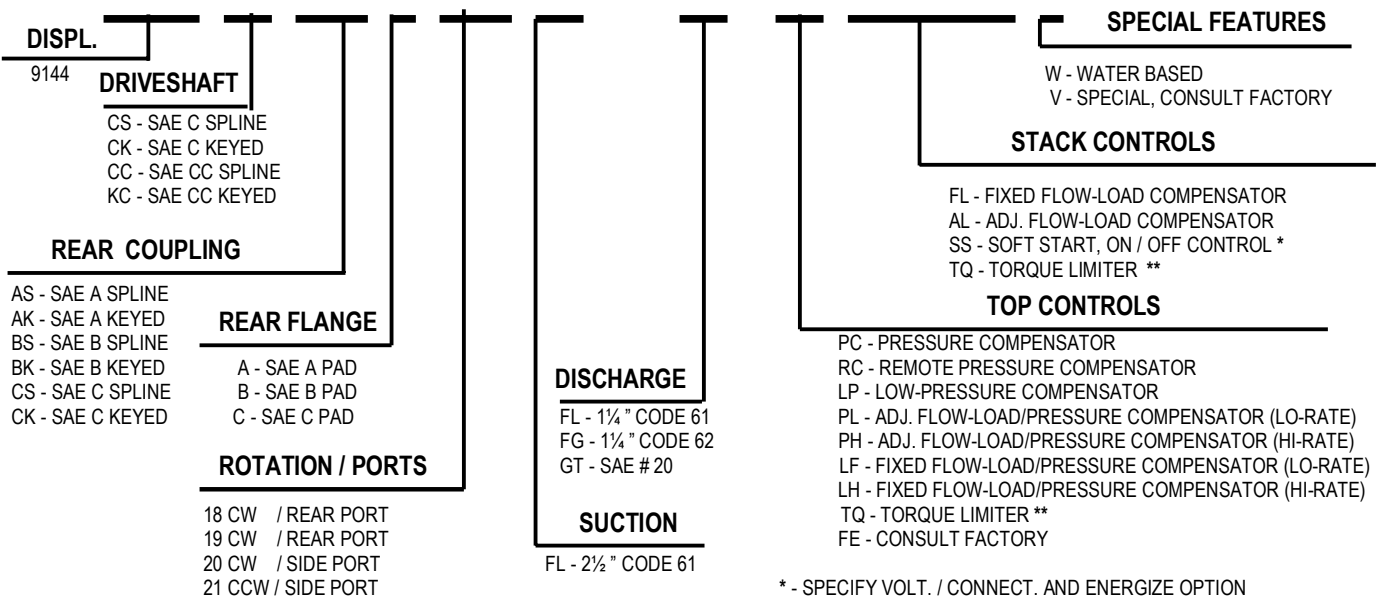 DISPL.
9144
DRIVESHAFT
CS - SAE C SPLINE
CK - SAE C KEYED
CC - SAE CC SPLINE
KC - SAE CC KEYED
REAR COUPLING
AS - SAE A SPLINE
AK - SAE A KEYED
BS - SAE B SPLINE
BK - SAE B KEYED
CS - SAE C SPLINE
CK - SAE C KEYED
REAR FLANGE
A - SAE A PAD
B - SAE B PAD
C - SAE C PAD
ROTATION / PORTS
18 CW / REAR PORT
19 CW / REAR PORT
20 CW / SIDE PORT
21 CCW / SIDE PORT
SUCTION
FL - 2½ ” CODE 61
DISCHARGE
FL - 1¼ ” CODE 61
FG - 1¼ ” CODE 62
GT - SAE # 20
TOP CONTROLS
PC - PRESSURE COMPENSATOR
RC - REMOTE PRESSURE COMPENSATOR
LP - LOW-PRESSURE COMPENSATOR
PL - ADJ. FLOW-LOAD/PRESSURE COMPENSATOR (LO-RATE)
PH - ADJ. FLOW-LOAD/PRESSURE COMPENSATOR (HI-RATE)
LF - FIXED FLOW-LOAD/PRESSURE COMPENSATOR (LO-RATE)
LH - FIXED FLOW-LOAD/PRESSURE COMPENSATOR (HI-RATE)
TQ - TORQUE LIMITER **
FE - CONSULT FACTORY
STACK CONTROLS
FL - FIXED FLOW-LOAD COMPENSATOR
AL - ADJ. FLOW-LOAD COMPENSATOR
SS - SOFT START, ON / OFF CONTROL *
TQ - TORQUE LIMITER **
SPECIAL FEATURES
W - WATER BASED
V - SPECIAL, CONSULT FACTORY
* - SPECIFY VOLT. / CONNECT. AND ENERGIZE OPTION